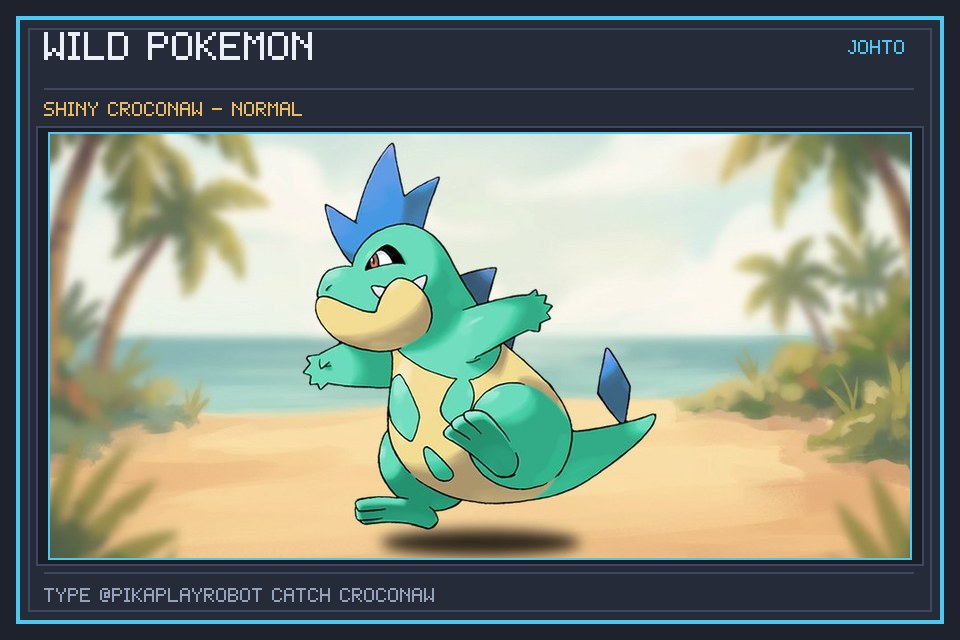 WILD POKEMON
JOHTO
SHINY CROCONAW - NORMAL
TYPE @PIKAPLAYROBOT CATCH CROCONAW